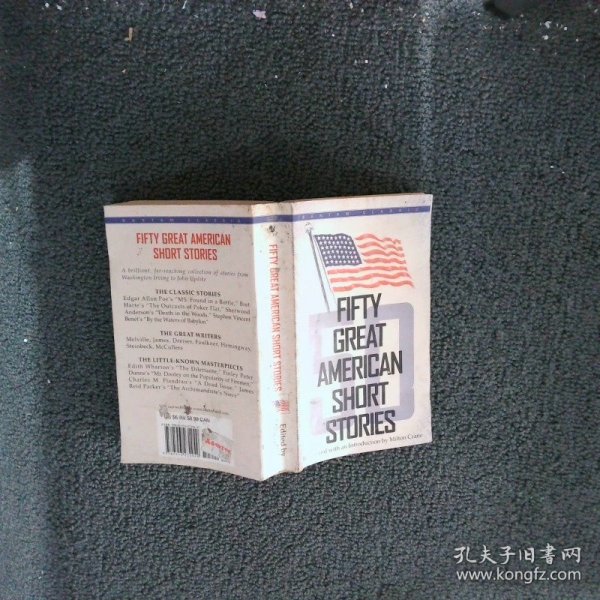 BANTAM CLASSIC
FIFTY GREAT AMERICAN
SHORT STORIES
A brilliant, far-reaching collection of stories from
Washington Irving to John Updike
THE CLASSIC STORIES
Edgar Allan Poe's "MS. Found in a Bottle," Bret
Harte's "The Outcasts of Poker Flat," Sherwood
Anderson's "Death in the Woods," Stephen Vincent
Benét's "By the Waters of Babylon"
THE GREAT WRITERS
Melville, James, Dreiser, Faulkner, Hemingway,
Steinbeck, McCullers
THE LITTLE-KNOWN MASTERPIECES
Edith Wharton's "The Dilettante," Finley Peter
Dunne's "Mr. Dooley on the Popularity of Firemen,"
Charles M. Flandrau's "A Dead Issue," James
Reid Parker's "The Archimandrite's Niece"
FIFTY GREAT AMERICAN SHORT STORIES
Edited by
BANTAM CLASSIC
FIFTY
GREAT
AMERICAN
SHORT
STORIES
with an Introduction by Milton Crane
孔夫子旧书网
www.kongfz.com